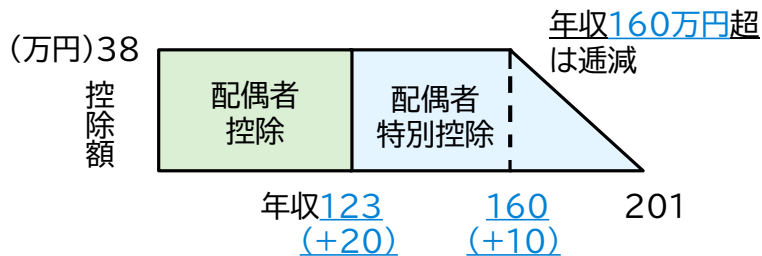 年収160万円超
は逓減
(万円)38
控除額
配偶者
控除
配偶者
特別控除
年収123
(+20)
160
(+10)
201